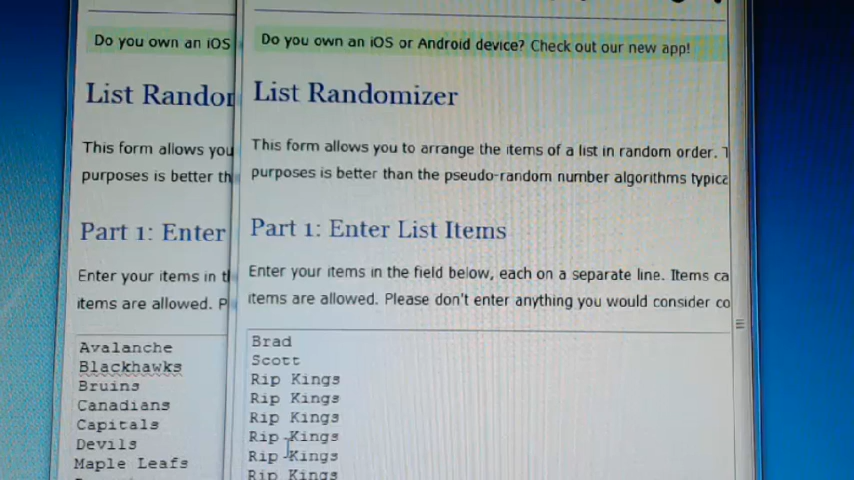 Do you own an iOS
List Randor
This form allows you
purposes is better th
Part 1: Enter
Enter your items in t
items are allowed. P
Avalanche
Blackhawks
Bruins
Canadians
Capitals
Devils
Maple Leafs
Do you own an iOS or Android device? Check out our new app!
List Randomizer
This form allows you to arrange the items of a list in random order. T
purposes is better than the pseudo-random number algorithms typica
Part 1: Enter List Items
Enter your items in the field below, each on a separate line. Items ca
items are allowed. Please don't enter anything you would consider co
Brad
Scott
Rip Kings
Rip Kings
Rip Kings
Rip Kings
Rip Kings
Rip Kings